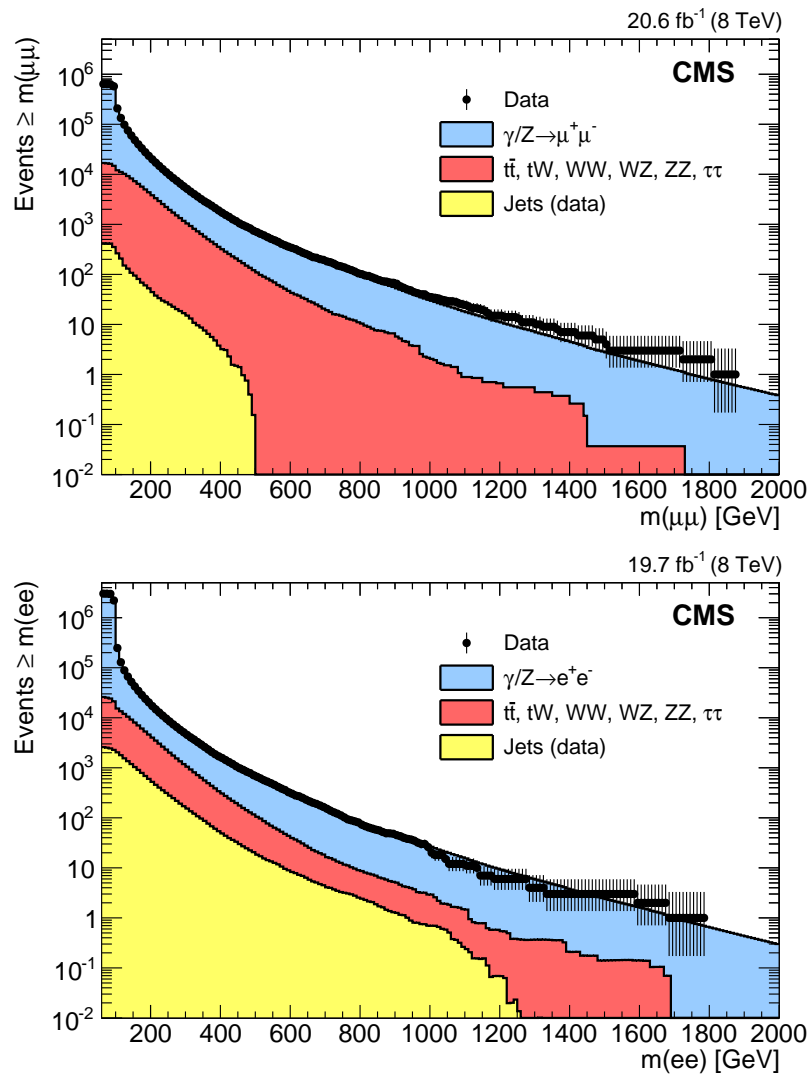 20.6 fb⁻¹ (8 TeV)
CMS
Events ≥ m(μμ)
Data
γ/Z→μ⁺μ⁻
tt̄, tW, WW, WZ, ZZ, ττ
Jets (data)
10⁶
10⁵
10⁴
10³
10²
10
1
10⁻¹
10⁻²
200 400 600 800 1000 1200 1400 1600 1800 2000
m(μμ) [GeV]
19.7 fb⁻¹ (8 TeV)
CMS
Events ≥ m(ee)
Data
γ/Z→e⁺e⁻
tt̄, tW, WW, WZ, ZZ, ττ
Jets (data)
10⁶
10⁵
10⁴
10³
10²
10
1
10⁻¹
10⁻²
200 400 600 800 1000 1200 1400 1600 1800 2000
m(ee) [GeV]